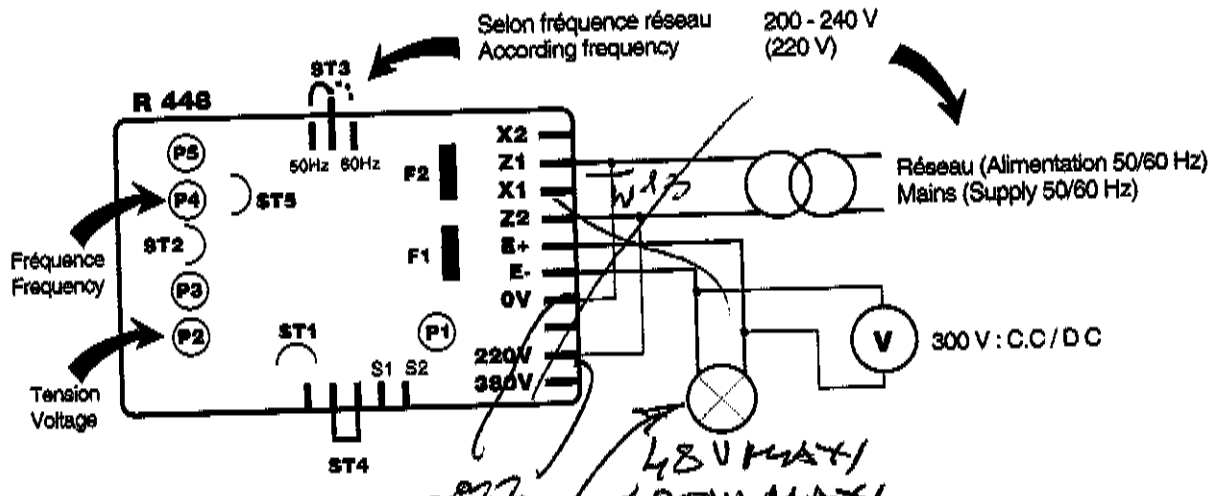 Selon fréquence réseau
According frequency
200 - 240 V
(220 V)
ST3
R 448
50Hz 60Hz
P5
P4
ST5
ST2
P3
P2
ST1
P1
S1 S2
ST4
F2
F1
X2
Z1
X1
Z2
E+
E-
0V
220V
380V
Fréquence
Frequency
Tension
Voltage
Réseau (Alimentation 50/60 Hz)
Mains (Supply 50/60 Hz)
V
300 V : C.C / D C
48 V MAXI